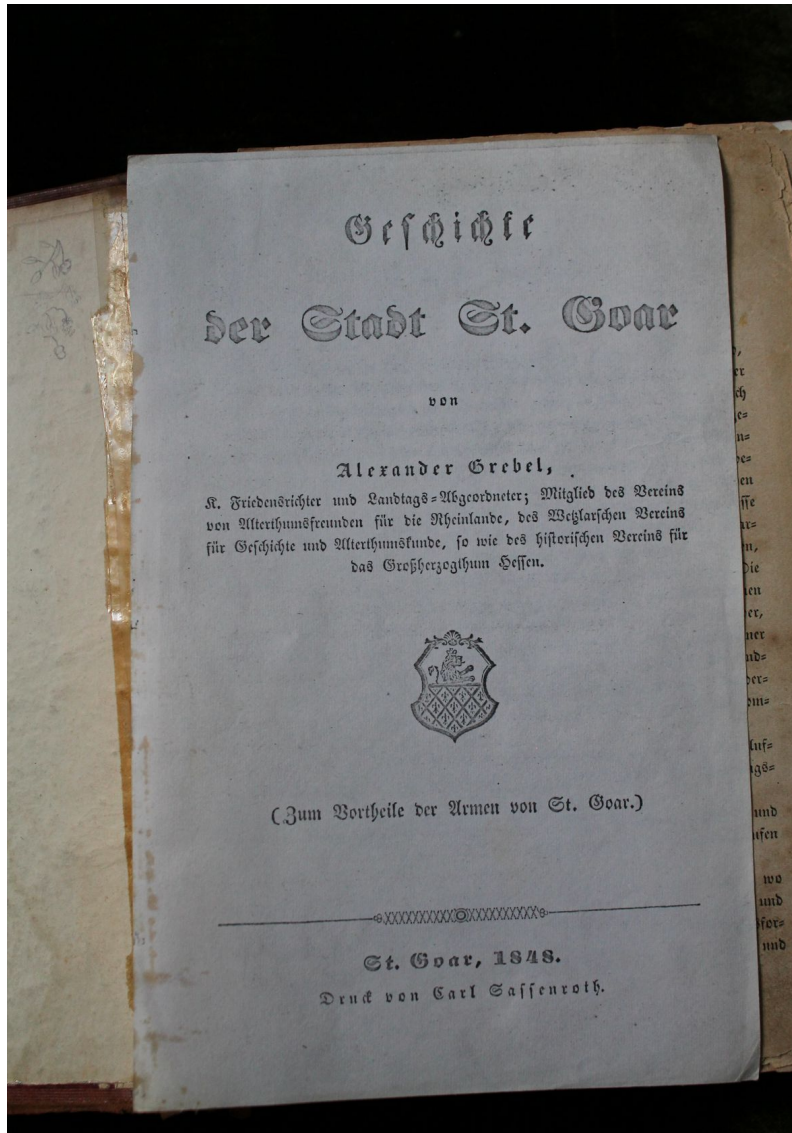 Geschichte
der Stadt St. Goar
von
Alexander Grebel,
K. Friedensrichter und Landtags-Abgeordneter; Mitglied des Vereins
von Alterthumsfreunden für die Rheinlande, des Wetzlarschen Vereins
für Geschichte und Alterthumskunde, so wie des historischen Vereins für
das Großherzogthum Hessen.
(Zum Vortheile der Armen von St. Goar.)
St. Goar, 1848.
Druck von Carl Sassenroth.